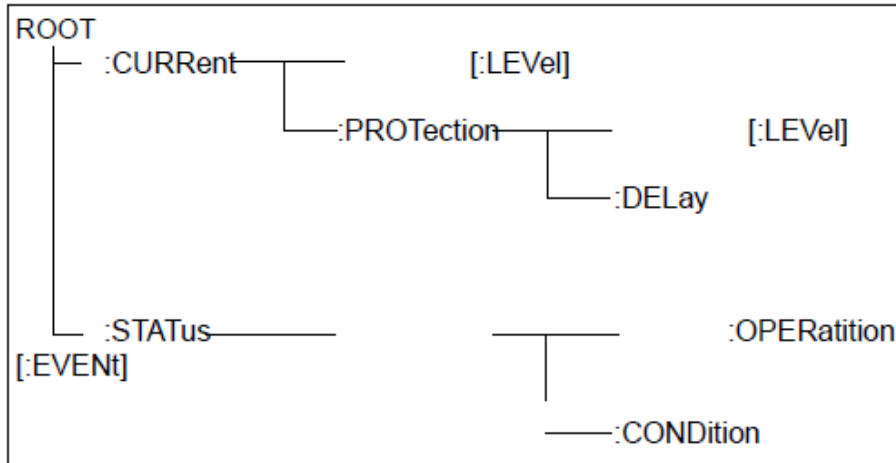 ROOT
:CURRent [:LEVel]
:PROTection [:LEVel]
:DELay
:STATus :OPERatition
[:EVENt]
:CONDition